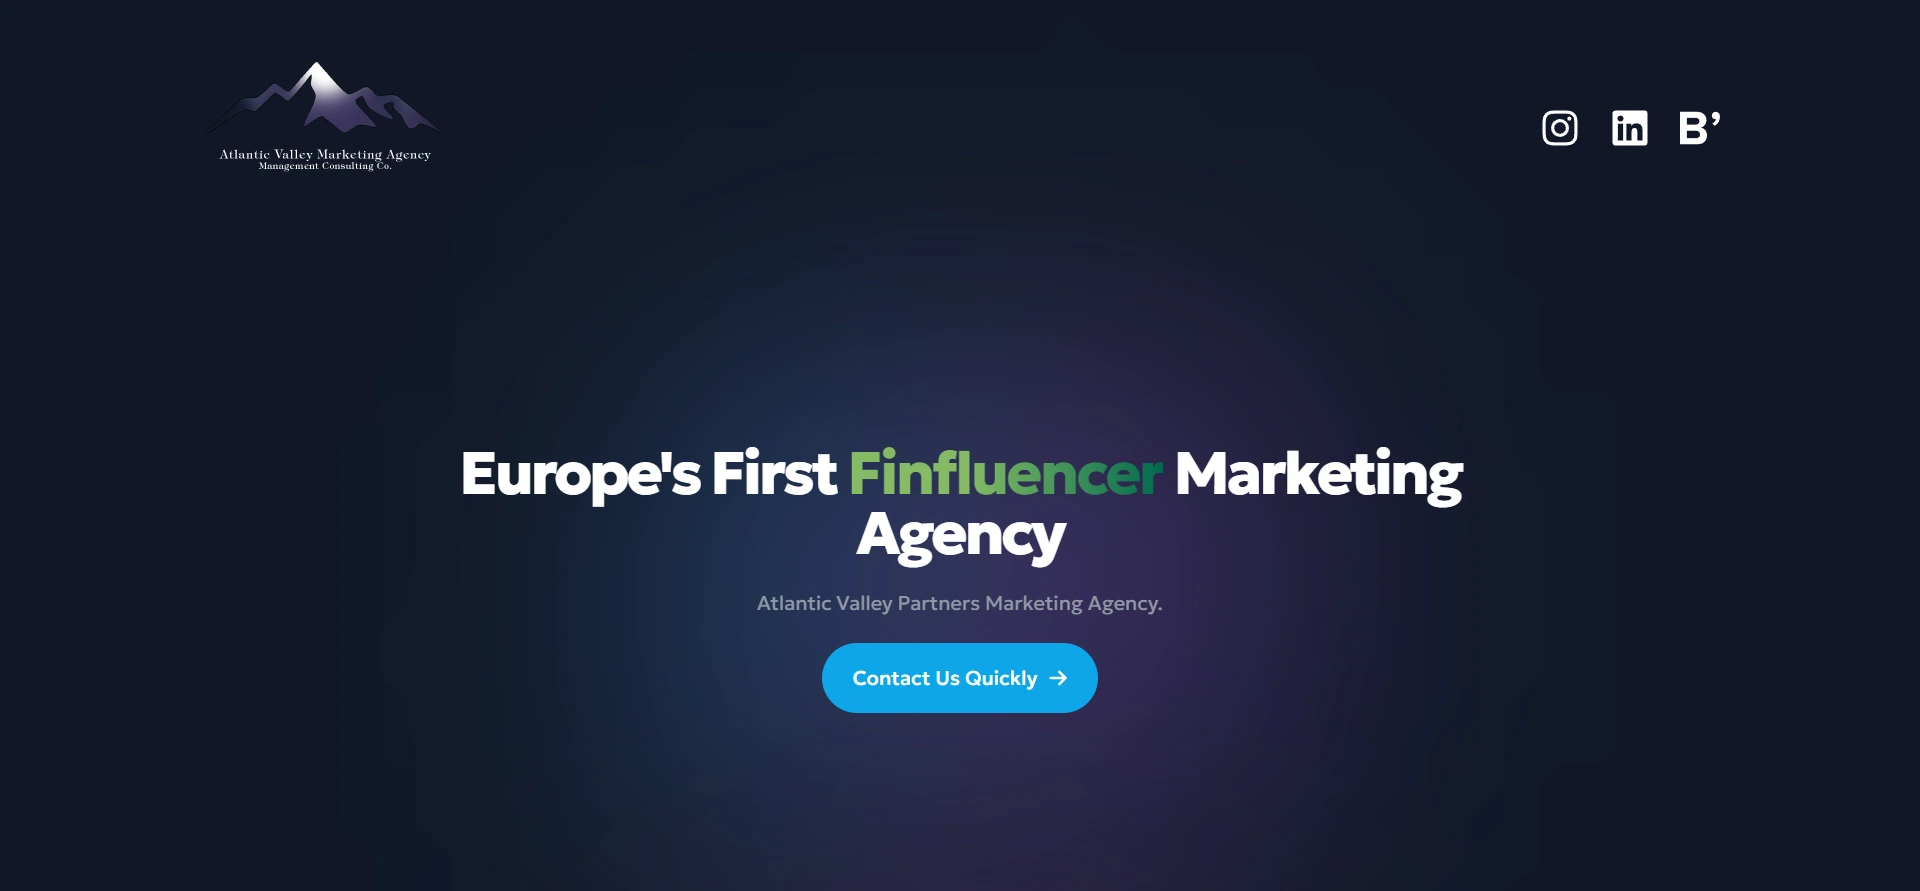 Atlantic Valley Marketing Agency
Management Consulting Co.
in
B’
Europe's First Finfluencer Marketing
Agency
Atlantic Valley Partners Marketing Agency.
Contact Us Quickly →